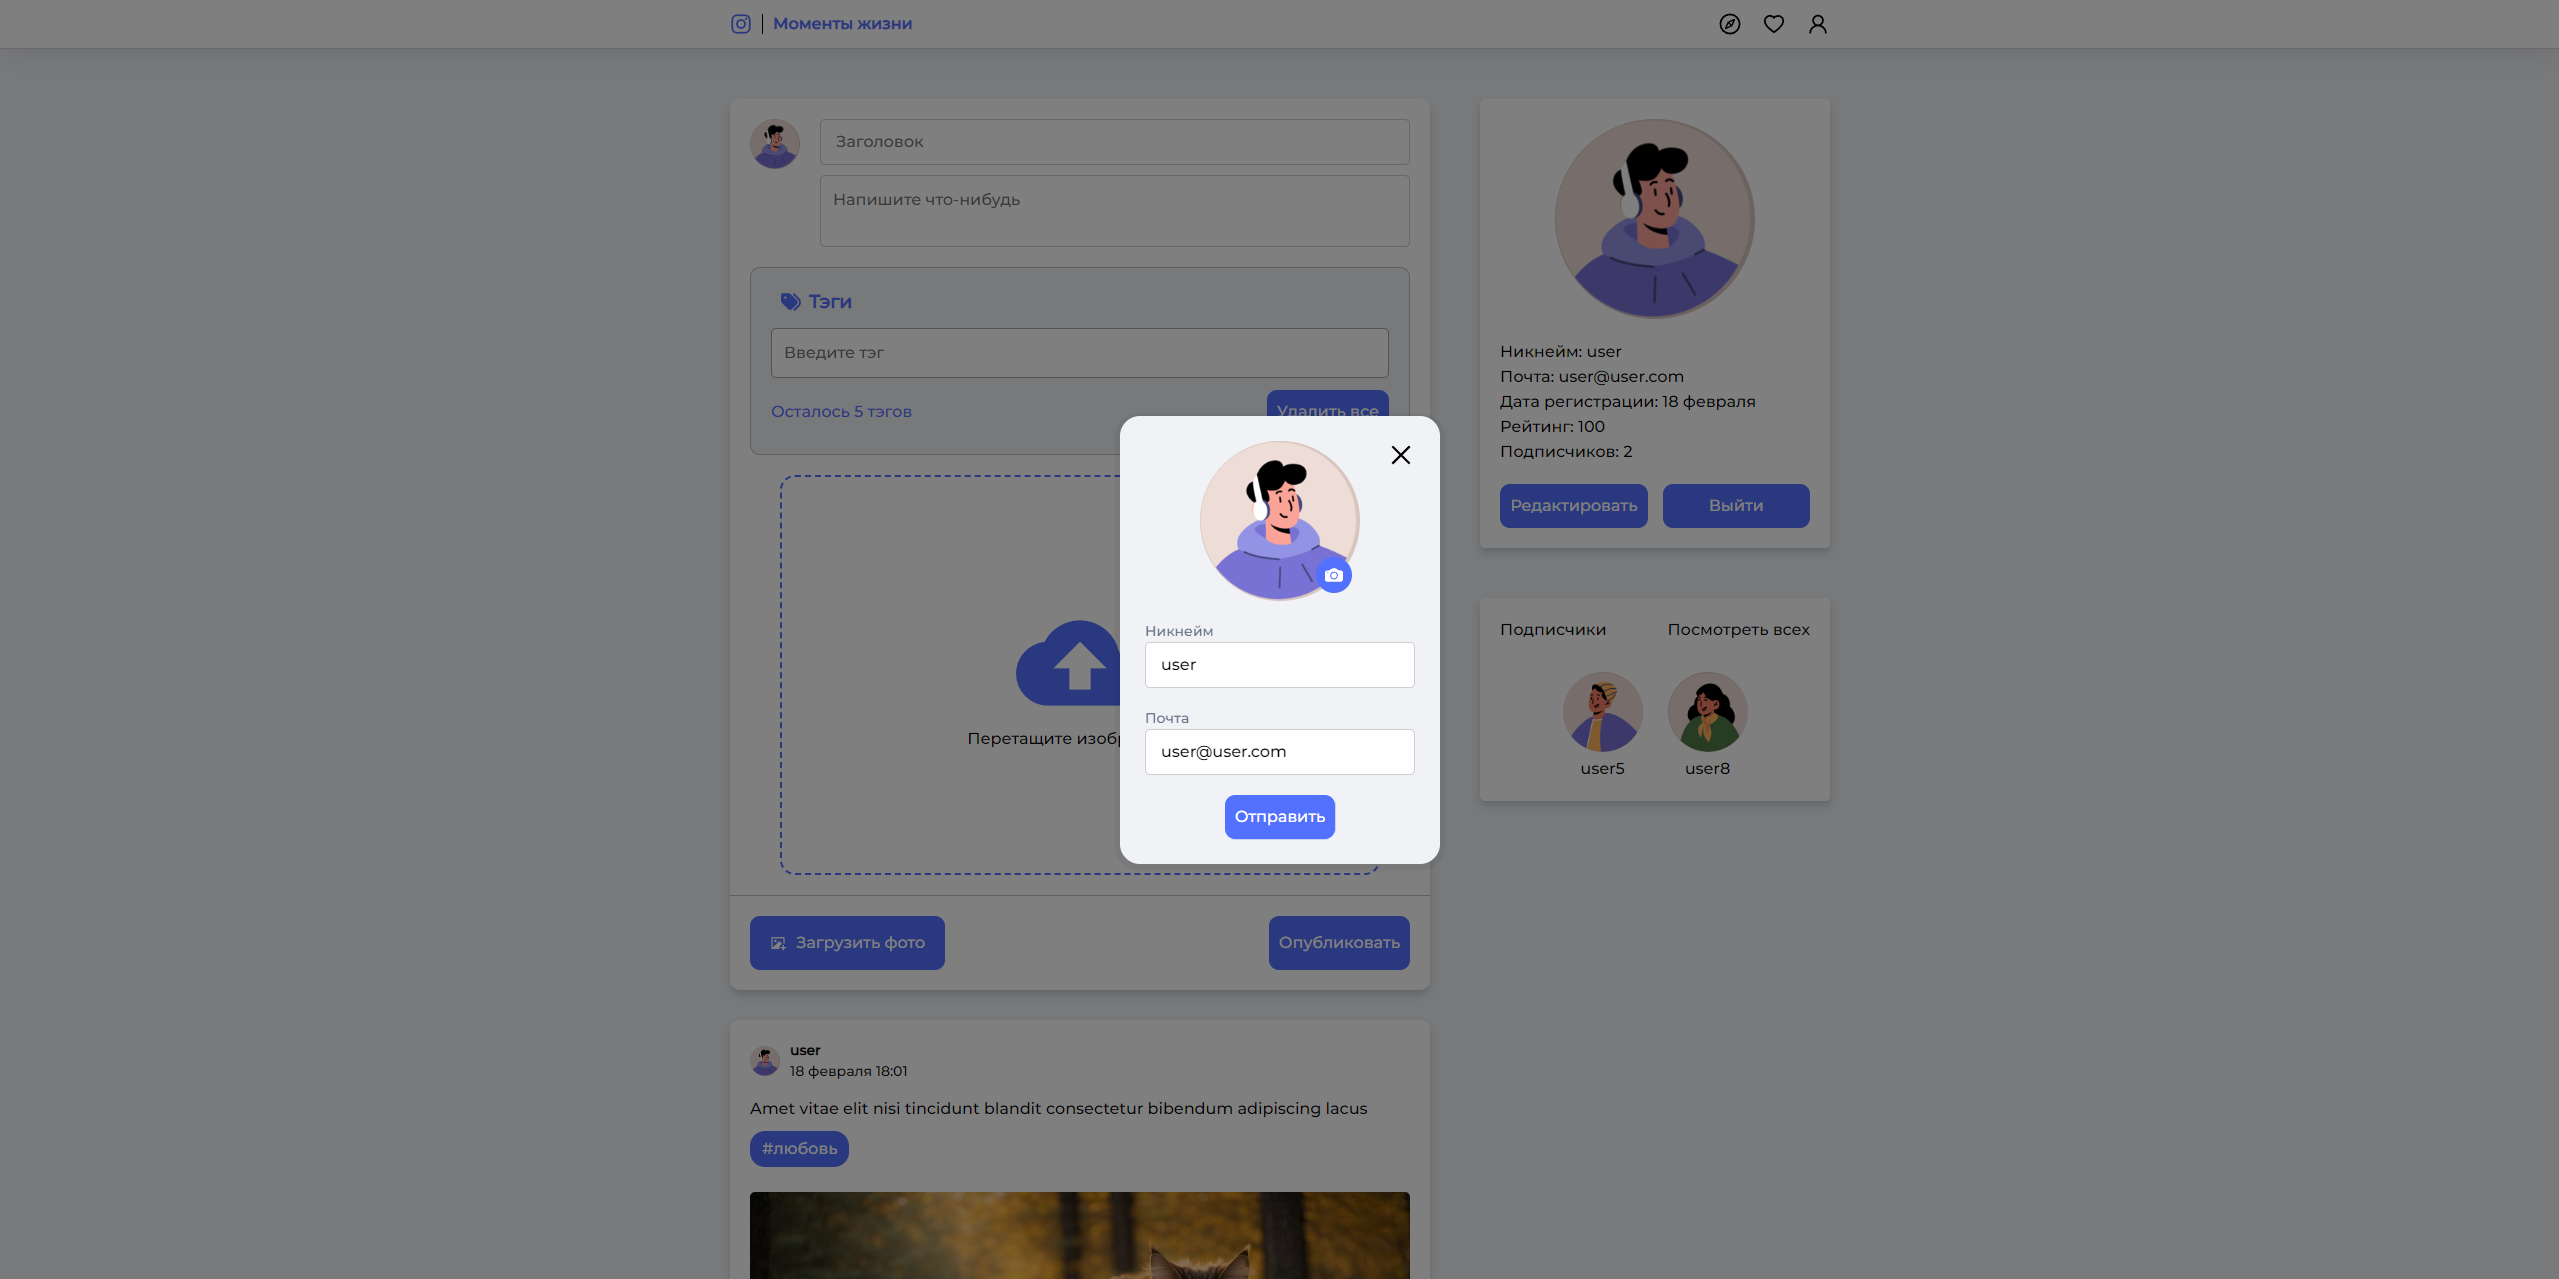 Моменты жизни
Заголовок
Напишите что-нибудь
Тэги
Введите тэг
Осталось 5 тэгов
Удалить все
Перетащите изобр
Загрузить фото
Опубликовать
user
18 февраля 18:01
Amet vitae elit nisi tincidunt blandit consectetur bibendum adipiscing lacus
#любовь
Никнейм
user
Почта
user@user.com
Отправить
Никнейм: user
Почта: user@user.com
Дата регистрации: 18 февраля
Рейтинг: 100
Подписчиков: 2
Редактировать
Выйти
Подписчики
Посмотреть всех
user5
user8